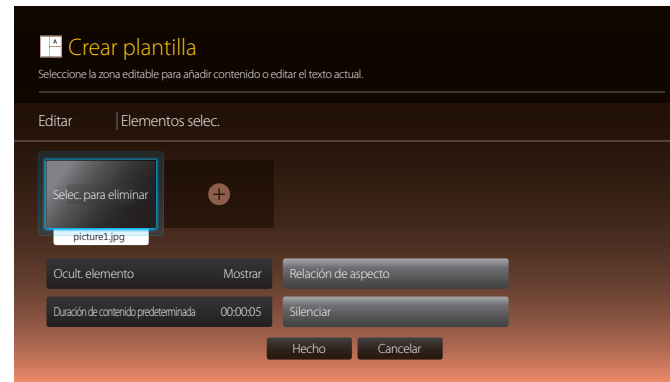 A
Crear plantilla
Seleccione la zona editable para añadir contenido o editar el texto actual.
Editar
Elementos selec.
Selec. para eliminar
picture1.jpg
Ocult. elemento Mostrar
Relación de aspecto
Duración de contenido predeterminada 00:00:05
Silenciar
Hecho
Cancelar